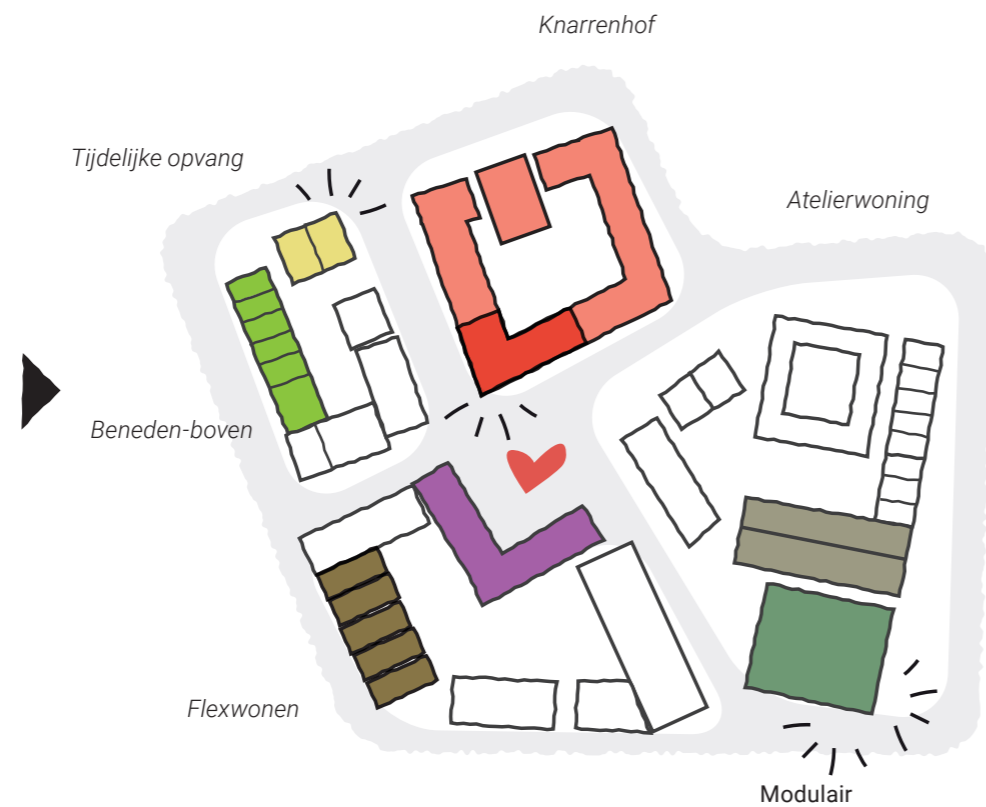 Knarrenhof
Tijdelijke opvang
Atelierwoning
Beneden-boven
Flexwonen
Modulair